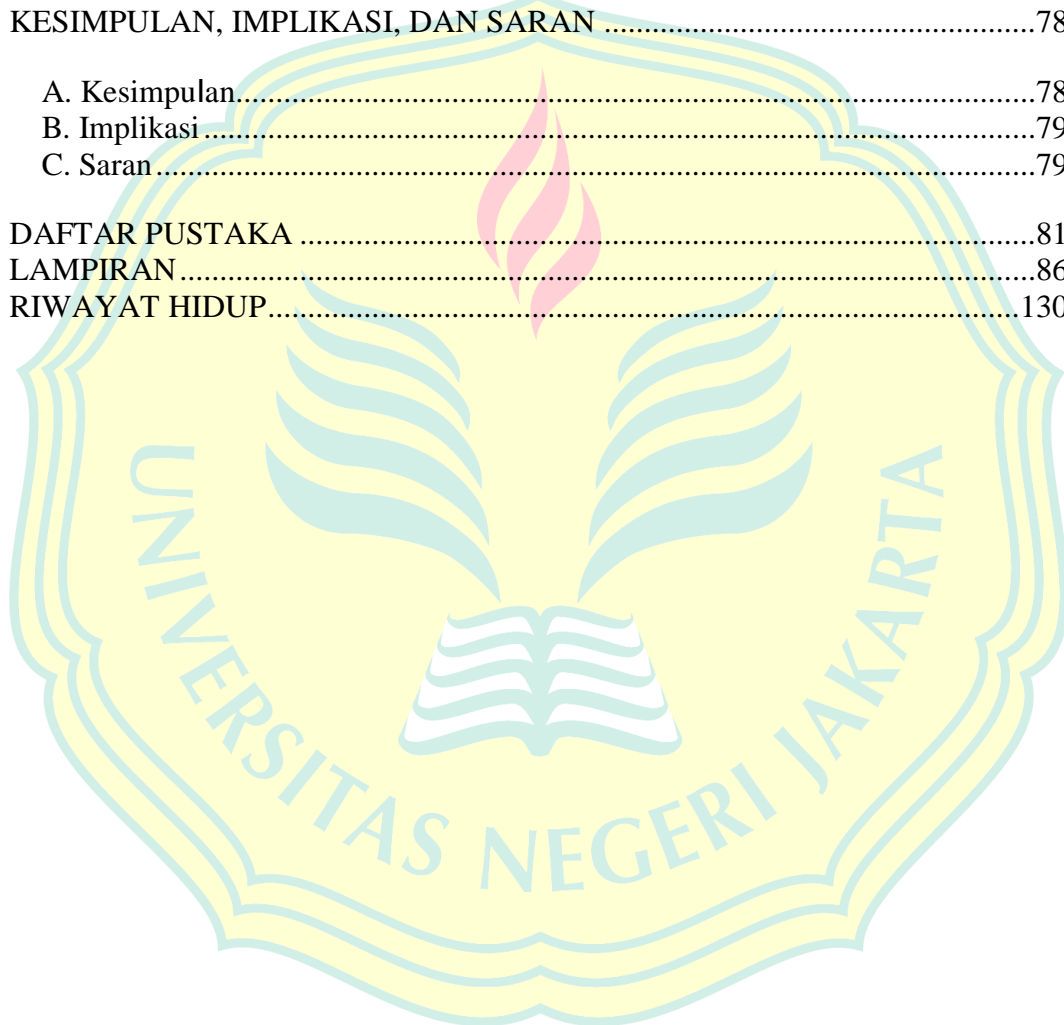 KESIMPULAN, IMPLIKASI, DAN SARAN ....................................................78
A. Kesimpulan....................................................................................................78
B. Implikasi........................................................................................................79
C. Saran..............................................................................................................79
DAFTAR PUSTAKA ...........................................................................................81
LAMPIRAN..........................................................................................................86
RIWAYAT HIDUP.............................................................................................130
UNIVERSITAS NEGERI JAKARTA